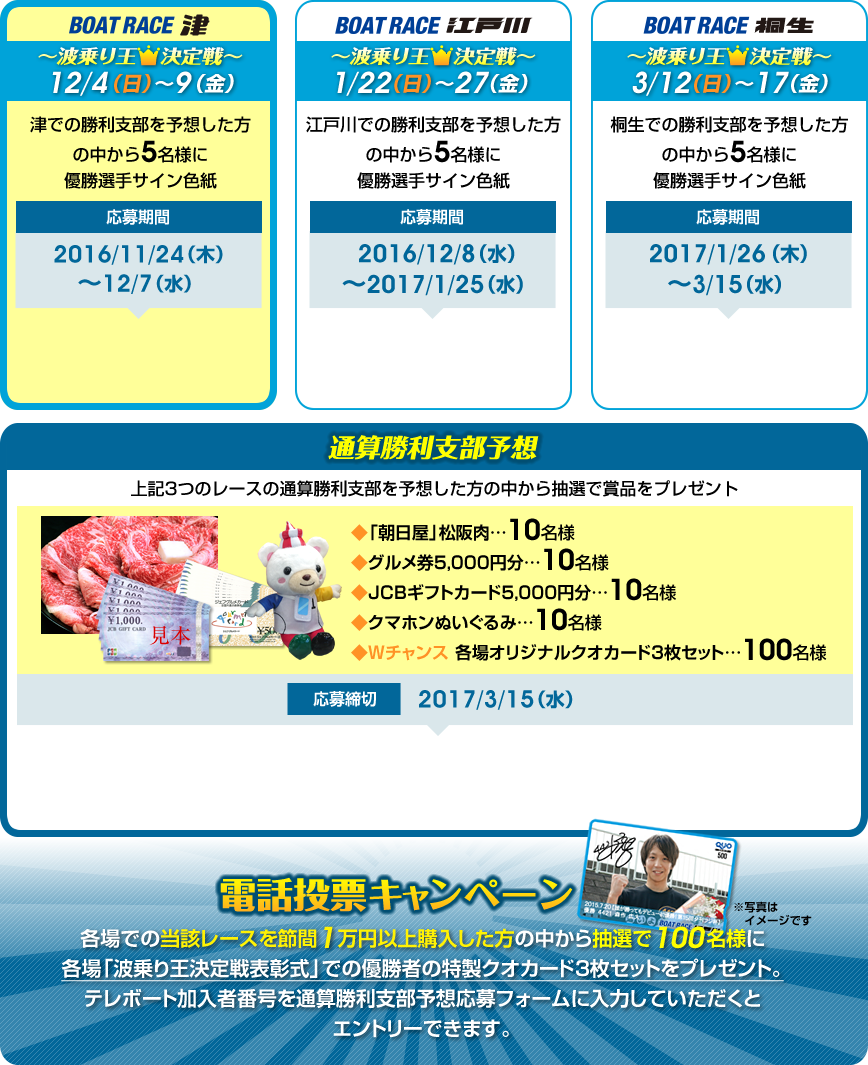 BOAT RACE 津
～波乗り王決定戦～
12/4（日）～9（金）
津での勝利支部を予想した方
の中から5名様に
優勝選手サイン色紙
応募期間
2016/11/24（木）
～12/7（水）
BOAT RACE 江戸川
～波乗り王決定戦～
1/22（日）～27（金）
江戸川での勝利支部を予想した方
の中から5名様に
優勝選手サイン色紙
応募期間
2016/12/8（水）
～2017/1/25（水）
BOAT RACE 桐生
～波乗り王決定戦～
3/12（日）～17（金）
桐生での勝利支部を予想した方
の中から5名様に
優勝選手サイン色紙
応募期間
2017/1/26（木）
～3/15（水）
通算勝利支部予想
上記3つのレースの通算勝利支部を予想した方の中から抽選で賞品をプレゼント
◆「朝日屋」松阪肉…10名様
◆グルメ券5,000円分…10名様
◆JCBギフトカード5,000円分…10名様
◆クマホンぬいぐるみ…10名様
◆Wチャンス 各場オリジナルクオカード3枚セット…100名様
¥1,000.
JCB GIFT CARD
見本
¥50
応募締切 2017/3/15（水）
電話投票キャンペーン
QUO
500
BOAT RACE
※写真は
イメージです
各場での当該レースを節間1万円以上購入した方の中から抽選で100名様に
各場「波乗り王決定戦表彰式」での優勝者の特製クオカード3枚セットをプレゼント。
テレボート加入者番号を通算勝利支部予想応募フォームに入力していただくと
エントリーできます。